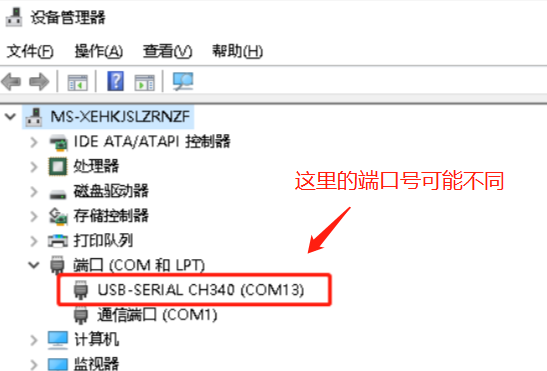 设备管理器
文件(F) 操作(A) 查看(V) 帮助(H)
MS-XEHKJSLZRNZF
IDE ATA/ATAPI 控制器
处理器
磁盘驱动器
这里的端口号可能不同
存储控制器
打印队列
端口 (COM 和 LPT)
USB-SERIAL CH340 (COM13)
通信端口 (COM1)
计算机
监视器